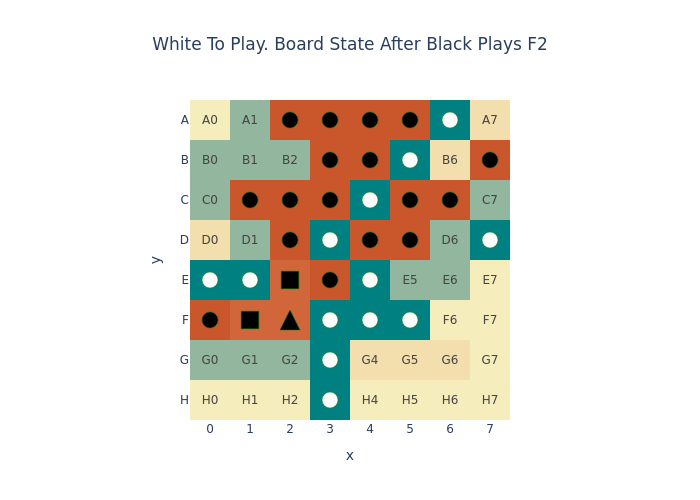 White To Play. Board State After Black Plays F2
A A0 A1 A7
B B0 B1 B2 B6
C C0 C7
D D0 D1 D6
E E5 E6 E7
F F6 F7
G G0 G1 G2 G4 G5 G6 G7
H H0 H1 H2 H4 H5 H6 H7
0 1 2 3 4 5 6 7
x
y